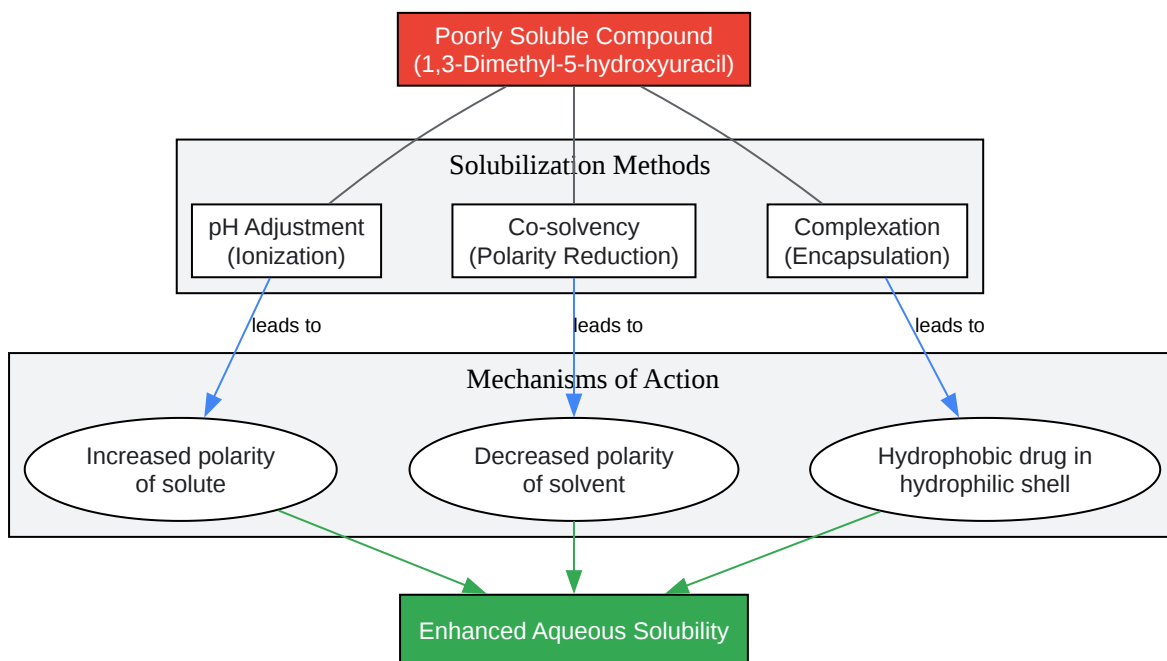 Poorly Soluble Compound
(1,3-Dimethyl-5-hydroxyuracil)
Solubilization Methods
pH Adjustment
(Ionization)
Co-solvency
(Polarity Reduction)
Complexation
(Encapsulation)
leads to
leads to
leads to
Mechanisms of Action
Increased polarity
of solute
Decreased polarity
of solvent
Hydrophobic drug in
hydrophilic shell
Enhanced Aqueous Solubility